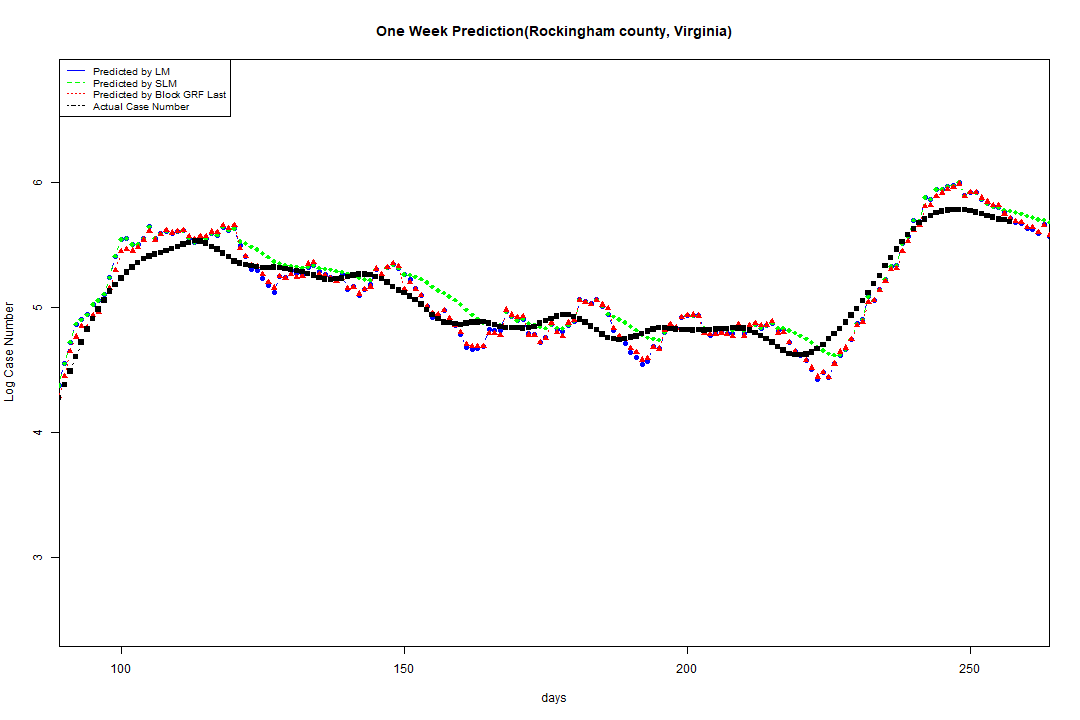 One Week Prediction(Rockingham county, Virginia)
Predicted by LM
Predicted by SLM
Predicted by Block GRF Last
Actual Case Number
6
5
4
3
Log Case Number
100
150
200
250
days